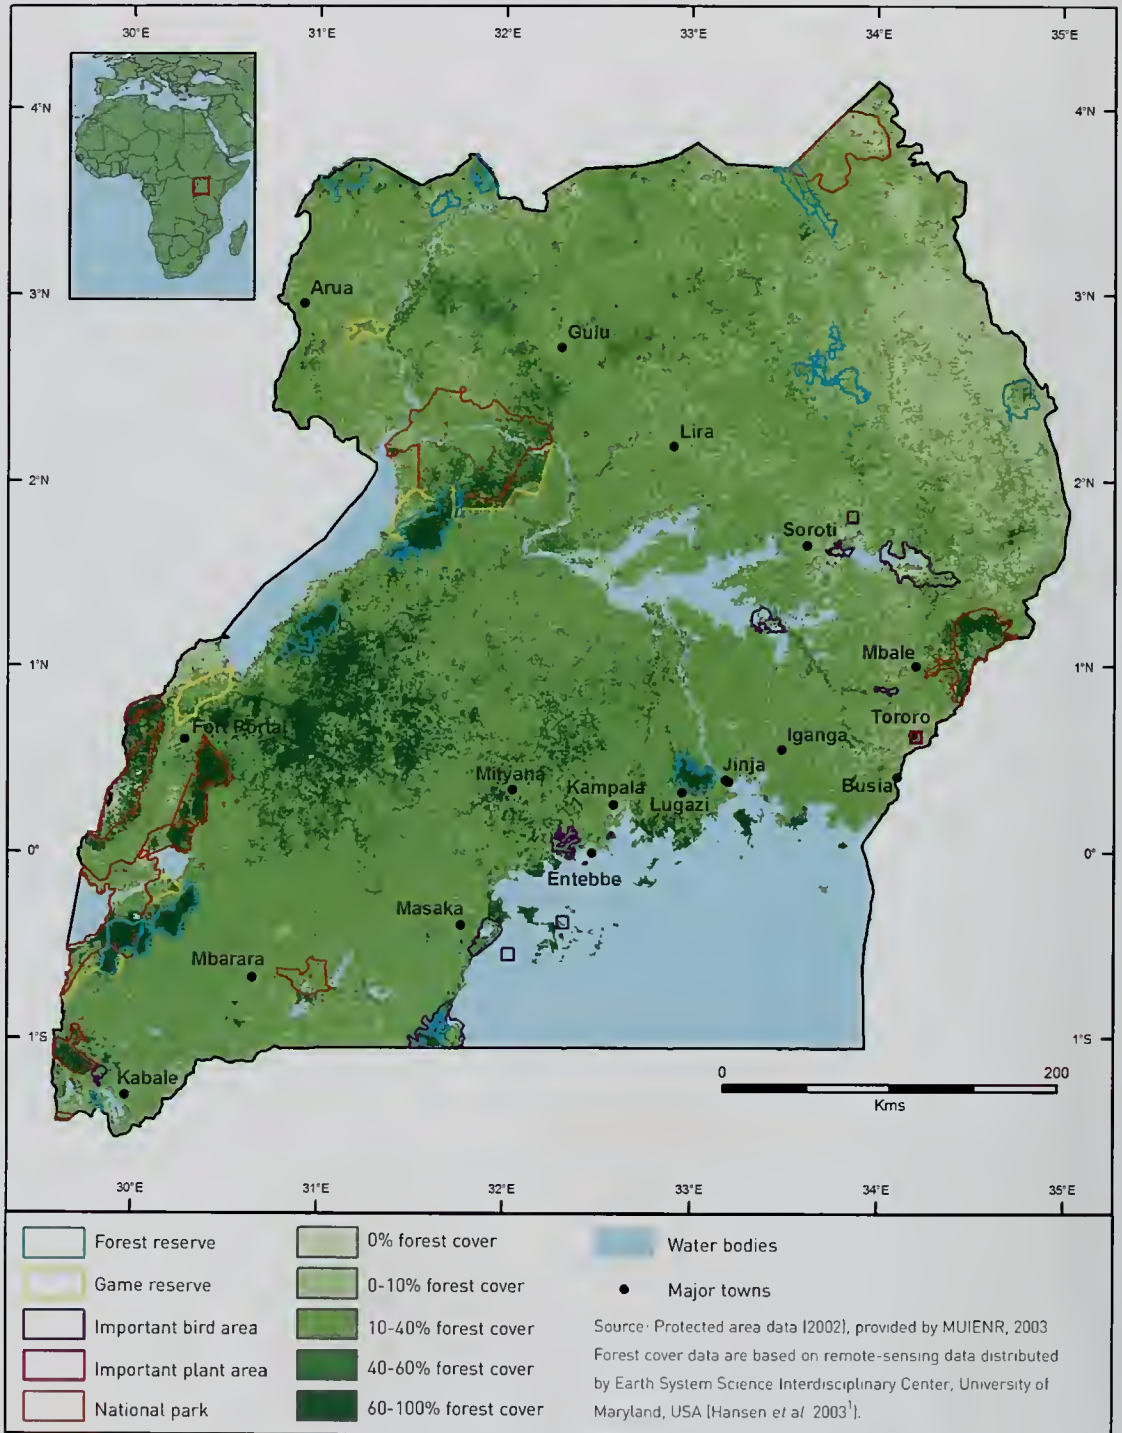 30°E 31°E 32°E 33°E 34°E 35°E
4°N 4°N
Arua
3°N 3°N
Gulu
Lira
2°N 2°N
Soroti
Mbale
1°N 1°N
Fort Portal
Tororo
Iganga
Jinja
Mityana
Kampala
Busia
Lugazi
0° 0°
Entebbe
Masaka
Mbarara
1°S 1°S
Kabale
0 200
Kms
30°E 31°E 32°E 33°E 34°E 35°E
Forest reserve
Game reserve
Important bird area
Important plant area
National park
0% forest cover
0-10% forest cover
10-40% forest cover
40-60% forest cover
60-100% forest cover
Water bodies
Major towns
Source: Protected area data (2002), provided by MUIENR, 2003
Forest cover data are based on remote-sensing data distributed
by Earth System Science Interdisciplinary Center, University of
Maryland, USA (Hansen et al 2003¹).